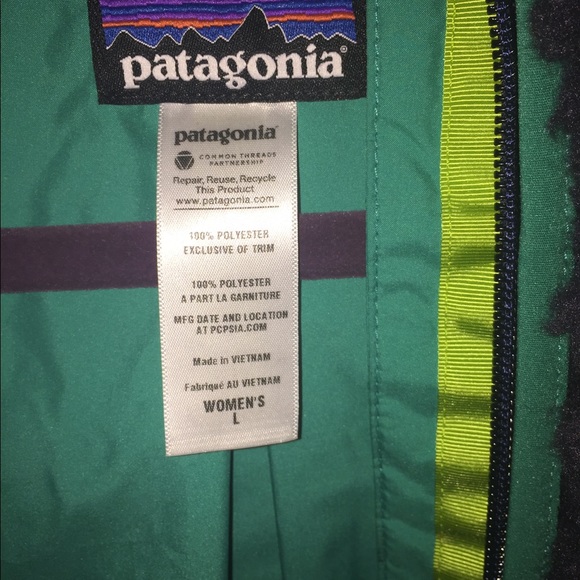 patagonia®
patagonia®
COMMON THREADS
PARTNERSHIP
Repair, Reuse, Recycle
This Product
www.patagonia.com
100% POLYESTER
EXCLUSIVE OF TRIM
100% POLYESTER
A PART LA GARNITURE
MFG DATE AND LOCATION
AT PCPSIA.COM
Made in VIETNAM
Fabriqué AU VIETNAM
WOMEN'S
L